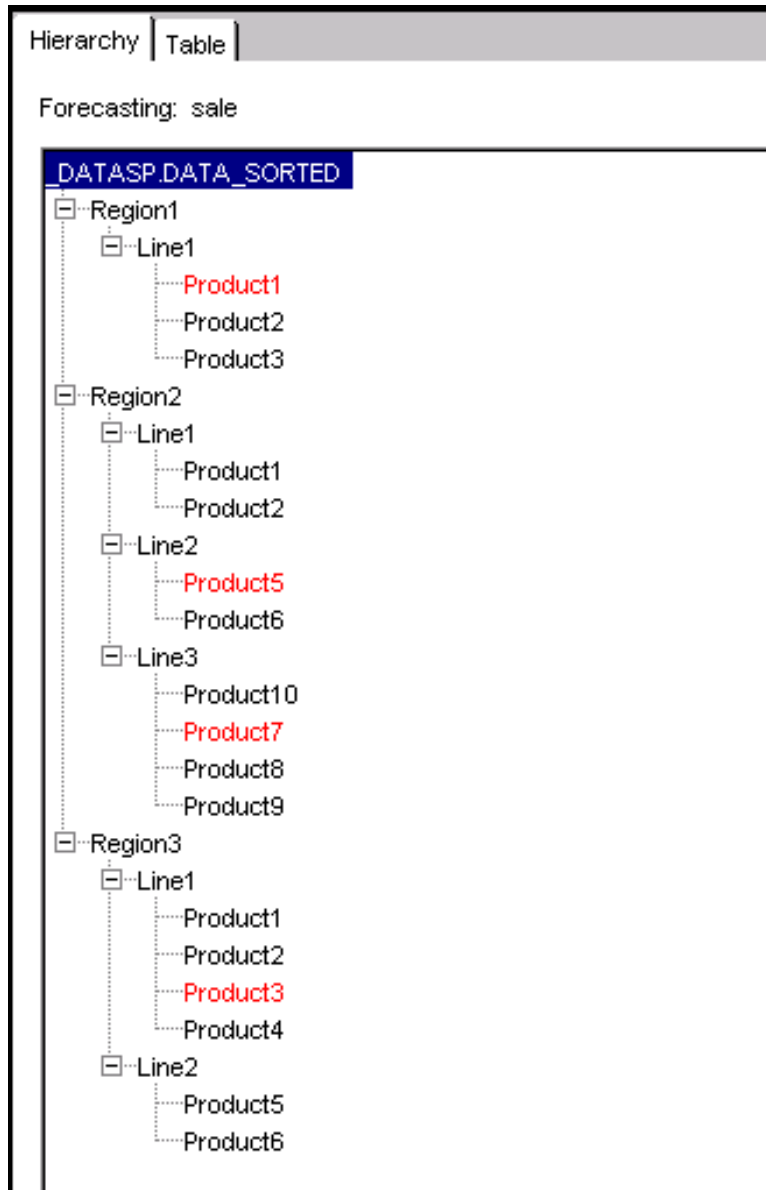 Hierarchy Table
Forecasting: sale
_DATASP.DATA_SORTED
Region1
Line1
Product1
Product2
Product3
Region2
Line1
Product1
Product2
Line2
Product5
Product6
Line3
Product10
Product7
Product8
Product9
Region3
Line1
Product1
Product2
Product3
Product4
Line2
Product5
Product6